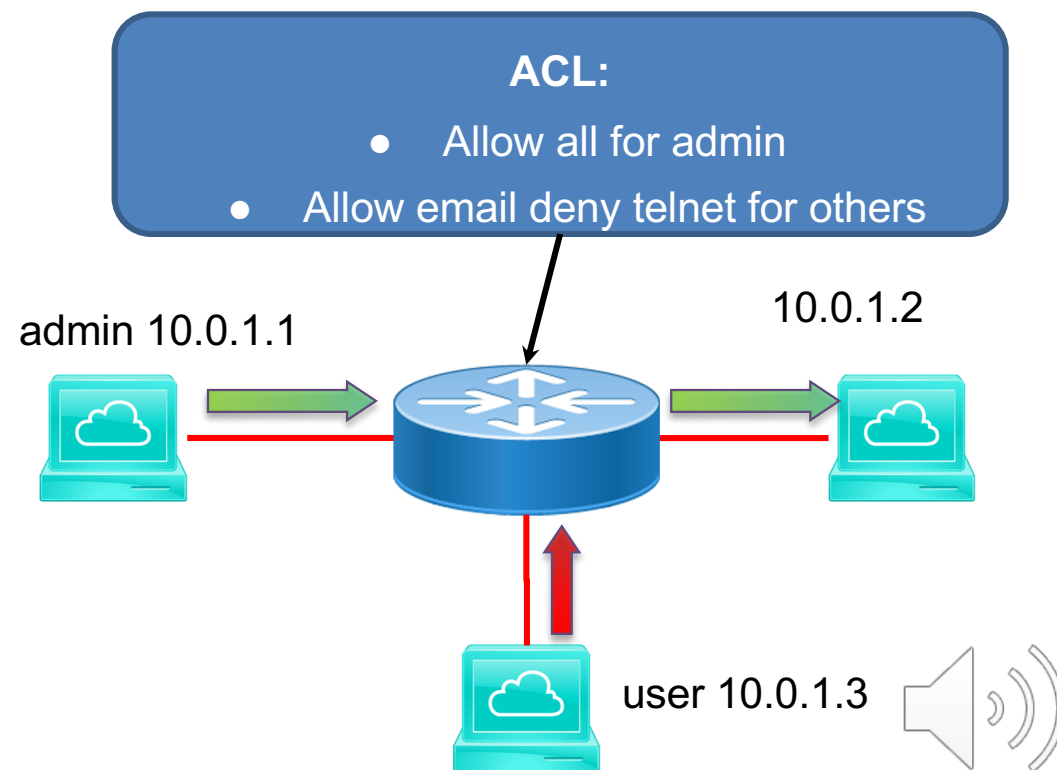 ACL:
● Allow all for admin
● Allow email deny telnet for others
admin 10.0.1.1
10.0.1.2
user 10.0.1.3